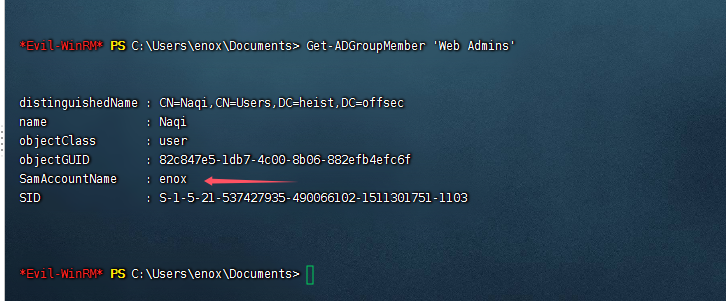 *Evil-WinRM* PS C:\Users\enox\Documents> Get-ADGroupMember 'Web Admins'
distinguishedName : CN=Naqi,CN=Users,DC=heist,DC=offsec
name              : Naqi
objectClass       : user
objectGUID        : 82c847e5-1db7-4c00-8b06-882efb4efc6f
SamAccountName    : enox
SID               : S-1-5-21-537427935-490066102-1511301751-1103
*Evil-WinRM* PS C:\Users\enox\Documents>